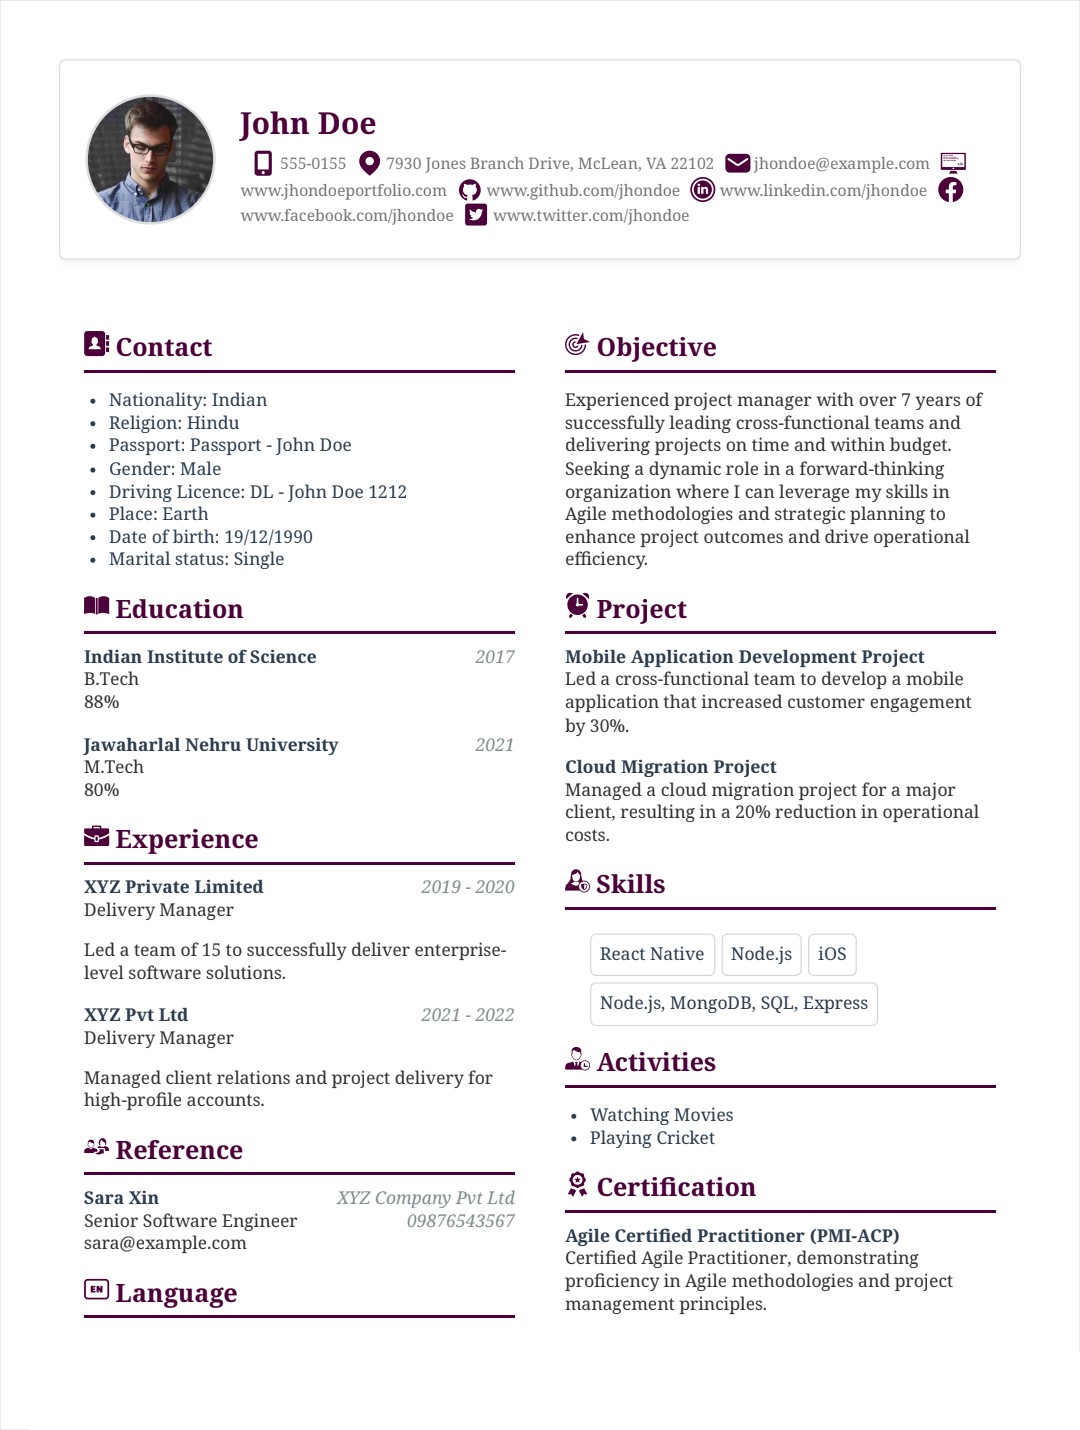 John Doe
555-0155 7930 Jones Branch Drive, McLean, VA 22102 jhondoe@example.com
www.jhondoeportfolio.com www.github.com/jhondoe www.linkedin.com/jhondoe
www.facebook.com/jhondoe www.twitter.com/jhondoe
Contact
• Nationality: Indian
• Religion: Hindu
• Passport: Passport - John Doe
• Gender: Male
• Driving Licence: DL - John Doe 1212
• Place: Earth
• Date of birth: 19/12/1990
• Marital status: Single
Education
Indian Institute of Science 2017
B.Tech
88%
Jawaharlal Nehru University 2021
M.Tech
80%
Experience
XYZ Private Limited 2019 - 2020
Delivery Manager
Led a team of 15 to successfully deliver enterprise-
level software solutions.
XYZ Pvt Ltd 2021 - 2022
Delivery Manager
Managed client relations and project delivery for
high-profile accounts.
Reference
Sara Xin XYZ Company Pvt Ltd
Senior Software Engineer 09876543567
sara@example.com
EN Language
Objective
Experienced project manager with over 7 years of
successfully leading cross-functional teams and
delivering projects on time and within budget.
Seeking a dynamic role in a forward-thinking
organization where I can leverage my skills in
Agile methodologies and strategic planning to
enhance project outcomes and drive operational
efficiency.
Project
Mobile Application Development Project
Led a cross-functional team to develop a mobile
application that increased customer engagement
by 30%.
Cloud Migration Project
Managed a cloud migration project for a major
client, resulting in a 20% reduction in operational
costs.
Skills
React Native Node.js iOS
Node.js, MongoDB, SQL, Express
Activities
• Watching Movies
• Playing Cricket
Certification
Agile Certified Practitioner (PMI-ACP)
Certified Agile Practitioner, demonstrating
proficiency in Agile methodologies and project
management principles.